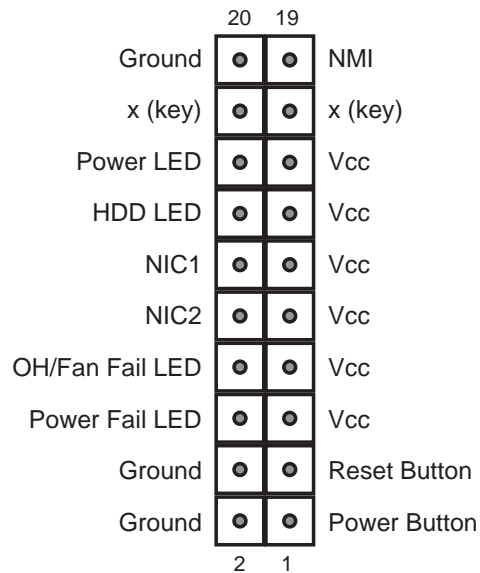 20 19
Ground NMI
x (key) x (key)
Power LED Vcc
HDD LED Vcc
NIC1 Vcc
NIC2 Vcc
OH/Fan Fail LED Vcc
Power Fail LED Vcc
Ground Reset Button
Ground Power Button
2 1